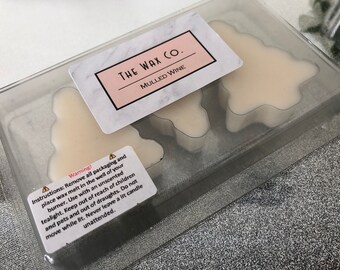 The Wax Co.
Mulled Wine
Warning!
Instructions: Remove all packaging and
place wax melt in the well of your
burner. Use with an unscented
tealight. Keep out of reach of children
and pets and out of draughts. Do not
move while lit. Never leave a lit candle
unattended.